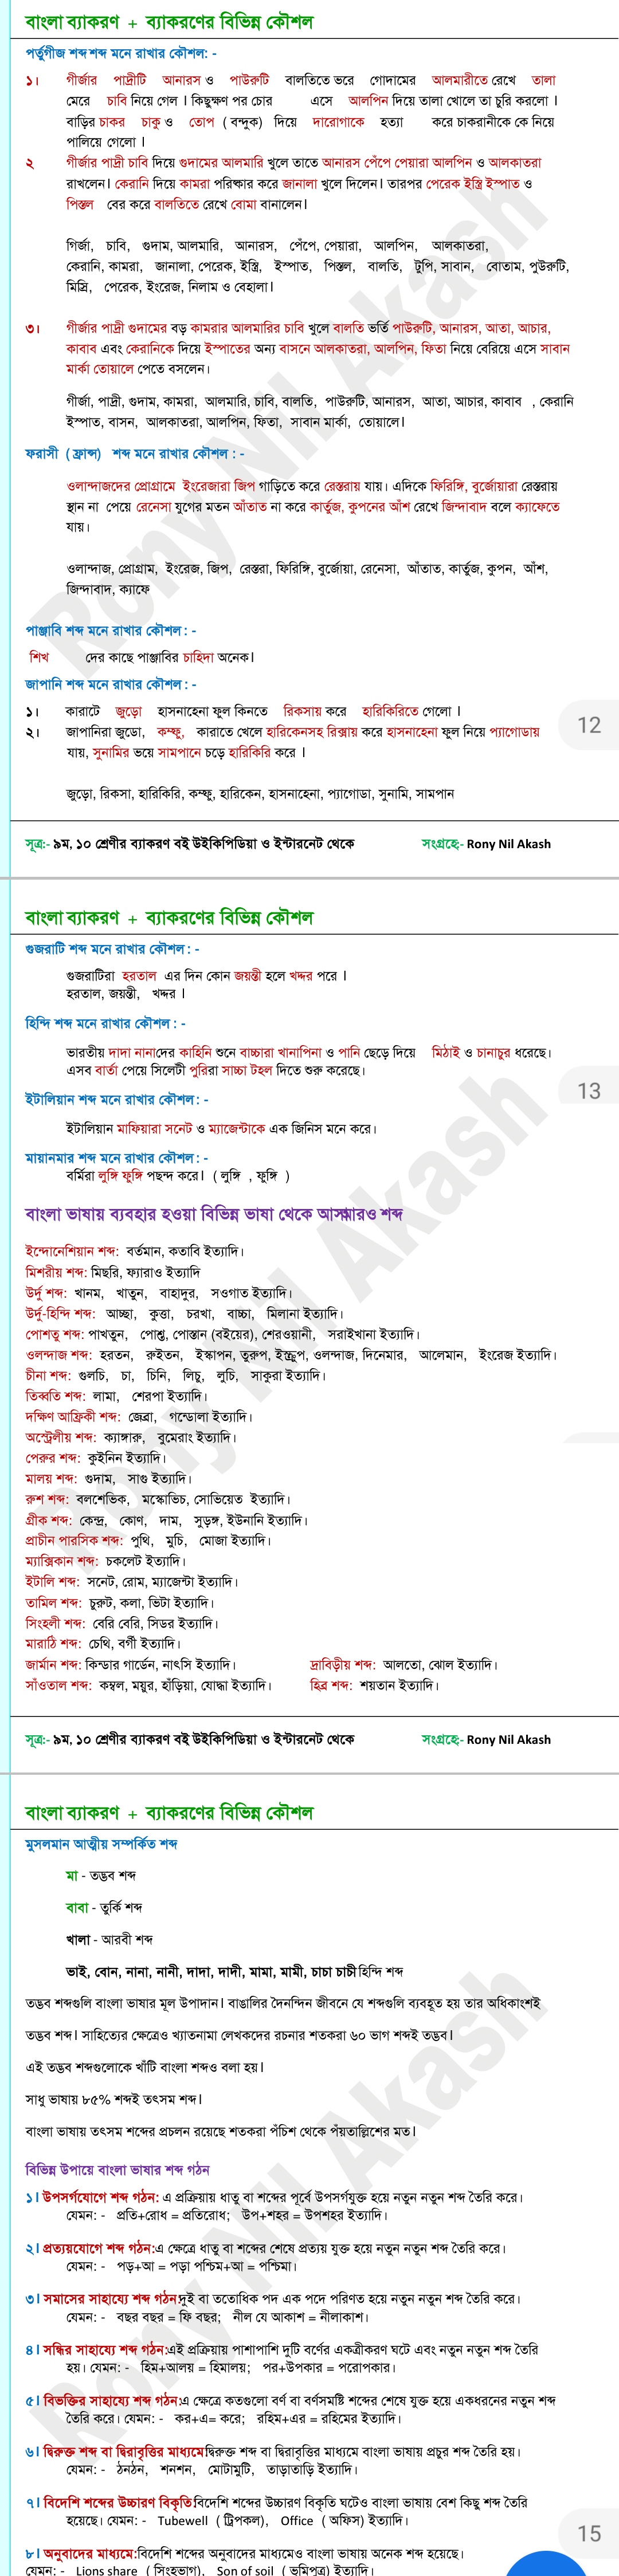 বাংলা ব্যাকরণ + ব্যাকরণের বিভিন্ন কৌশল
পর্তুগীজ শব্দ শব্দ মনে রাখার কৌশল: -
১। গীর্জার পাদ্রীটি আনারস ও পাউরুটি বালতিতে ভরে গোদামের আলমারীতে রেখে তালা
মেরে চাবি নিয়ে গেল । কিছুক্ষণ পর চোর এসে আলপিন দিয়ে তালা খোলে তা চুরি করলো ।
বাড়ির চাকর চাকু ও তোপ ( বন্দুক) দিয়ে দারোগাকে হত্যা করে চাকরানীকে কে নিয়ে
পালিয়ে গেলো ।
২ গীর্জার পাদ্রী চাবি দিয়ে গুদামের আলমারি খুলে তাতে আনারস পেঁপে পেয়ারা আলপিন ও আলকাতরা
রাখলেন। কেরানি দিয়ে কামরা পরিষ্কার করে জানালা খুলে দিলেন। তারপর পেরেক ইস্ত্রি ইস্পাত ও
পিস্তল বের করে বালতিতে রেখে বোমা বানালেন।
গির্জা, চাবি, গুদাম, আলমারি, আনারস, পেঁপে, পেয়ারা, আলপিন, আলকাতরা,
কেরানি, কামরা, জানালা, পেরেক, ইস্ত্রি, ইস্পাত, পিস্তল, বালতি, টুপি, সাবান, বোতাম, পুউরুটি,
মিস্রি, পেরেক, ইংরেজ, নিলাম ও বেহালা।
৩। গীর্জার পাদ্রী গুদামের বড় কামরার আলমারির চাবি খুলে বালতি ভর্তি পাউরুটি, আনারস, আতা, আচার,
কাবাব এবং কেরানিকে দিয়ে ইস্পাতের অন্য বাসনে আলকাতরা, আলপিন, ফিতা নিয়ে বেরিয়ে এসে সাবান
মার্কা তোয়ালে পেতে বসলেন।
গীর্জা, পাদ্রী, গুদাম, কামরা, আলমারি, চাবি, বালতি, পাউরুটি, আনারস, আতা, আচার, কাবাব , কেরানি
ইস্পাত, বাসন, আলকাতরা, আলপিন, ফিতা, সাবান মার্কা, তোয়ালে।
ফরাসী ( ফ্রান্স) শব্দ মনে রাখার কৌশল : -
ওলান্দাজদের প্রোগ্রামে ইংরেজারা জিপ গাড়িতে করে রেস্তরায় যায়। এদিকে ফিরিঙ্গি, বুর্জোয়ারা রেস্তরায়
স্থান না পেয়ে রেনেসা যুগের মতন আঁতাত না করে কার্তুজ, কুপনের আঁশ রেখে জিন্দাবাদ বলে ক্যাফেতে
যায়।
ওলান্দাজ, প্রোগ্রাম, ইংরেজ, জিপ, রেস্তরা, ফিরিঙ্গি, বুর্জোয়া, রেনেসা, আঁতাত, কার্তুজ, কুপন, আঁশ,
জিন্দাবাদ, ক্যাফে
পাঞ্জাবি শব্দ মনে রাখার কৌশল : -
শিখ দের কাছে পাঞ্জাবির চাহিদা অনেক।
জাপানি শব্দ মনে রাখার কৌশল : -
১। কারাটে জুড়ো হাসনাহেনা ফুল কিনতে রিকসায় করে হারিকিরিতে গেলো ।
২। জাপানিরা জুডো, কম্ফু, কারাতে খেলে হারিকেনসহ রিক্সায় করে হাসনাহেনা ফুল নিয়ে প্যাগোডায়
যায়, সুনামির ভয়ে সামপানে চড়ে হারিকিরি করে ।
জুড়ো, রিকসা, হারিকিরি, কম্ফু, হারিকেন, হাসনাহেনা, প্যাগোডা, সুনামি, সামপান
12
সূত্র:- ৯ম, ১০ শ্রেণীর ব্যাকরণ বই উইকিপিডিয়া ও ইন্টারনেট থেকে সংগ্রহে:- Rony Nil Akash
বাংলা ব্যাকরণ + ব্যাকরণের বিভিন্ন কৌশল
গুজরাটি শব্দ মনে রাখার কৌশল : -
গুজরাটিরা হরতাল এর দিন কোন জয়ন্তী হলে খদ্দর পরে ।
হরতাল, জয়ন্তী, খদ্দর ।
হিন্দি শব্দ মনে রাখার কৌশল : -
ভারতীয় দাদা নানাদের কাহিনি শুনে বাচ্চারা খানাপিনা ও পানি ছেড়ে দিয়ে মিঠাই ও চানাচুর ধরেছে।
এসব বার্তা পেয়ে সিলেটী পুরিরা সাচ্চা টহল দিতে শুরু করেছে।
13
ইটালিয়ান শব্দ মনে রাখার কৌশল : -
ইটালিয়ান মাফিয়ারা সনেট ও ম্যাজেন্টাকে এক জিনিস মনে করে।
মায়ানমার শব্দ মনে রাখার কৌশল : -
বর্মিরা লুঙ্গি ফুঙ্গি পছন্দ করে। ( লুঙ্গি , ফুঙ্গি )
বাংলা ভাষায় ব্যবহার হওয়া বিভিন্ন ভাষা থেকে আসা আরও শব্দ
ইন্দোনেশিয়ান শব্দ: বর্তমান, কতাবি ইত্যাদি।
মিশরীয় শব্দ: মিছরি, ফ্যারাও ইত্যাদি
উর্দু শব্দ: খানম, খাতুন, বাহাদুর, সওগাত ইত্যাদি।
উর্দু-হিন্দি শব্দ: আচ্ছা, কুত্তা, চরখা, বাচ্চা, মিলানা ইত্যাদি।
পোশতু শব্দ: পাখতুন, পোশ্তু, পোস্তান (বইয়ের), শেরওয়ানী, সরাইখানা ইত্যাদি।
ওলন্দাজ শব্দ: হরতন, রুইতন, ইস্কাপন, তুরুপ, ইস্ক্রুপ, ওলন্দাজ, দিনেমার, আলেমান, ইংরেজ ইত্যাদি।
চীনা শব্দ: গুলচি, চা, চিনি, লিচু, লুচি, সাকুরা ইত্যাদি।
তিব্বতি শব্দ: লামা, শেরপা ইত্যাদি।
দক্ষিণ আফ্রিকী শব্দ: জেব্রা, গন্ডোলা ইত্যাদি।
অস্ট্রেলীয় শব্দ: ক্যাঙ্গারু, বুমেরাং ইত্যাদি।
পেরুর শব্দ: কুইনিন ইত্যাদি।
মালয় শব্দ: গুদাম, সাগু ইত্যাদি।
রুশ শব্দ: বলশেভিক, মস্কোভিচ, সোভিয়েত ইত্যাদি।
গ্রীক শব্দ: কেন্দ্র, কোণ, দাম, সুড়ঙ্গ, ইউনানি ইত্যাদি।
প্রাচীন পারসিক শব্দ: পুথি, মুচি, মোজা ইত্যাদি।
ম্যাক্সিকান শব্দ: চকলেট ইত্যাদি।
ইটালি শব্দ: সনেট, রোম, ম্যাজেন্টা ইত্যাদি।
তামিল শব্দ: চুরুট, কলা, ভিটা ইত্যাদি।
সিংহলী শব্দ: বেরি বেরি, সিডর ইত্যাদি।
মারাঠি শব্দ: চেথি, বর্গী ইত্যাদি।
জার্মান শব্দ: কিন্ডার গার্ডেন, নাৎসি ইত্যাদি। দ্রাবিড়ীয় শব্দ: আলতো, ঝোল ইত্যাদি।
সাঁওতাল শব্দ: কম্বল, ময়ুর, হাঁড়িয়া, যোদ্ধা ইত্যাদি। হিব্রু শব্দ: শয়তান ইত্যাদি।
সূত্র:- ৯ম, ১০ শ্রেণীর ব্যাকরণ বই উইকিপিডিয়া ও ইন্টারনেট থেকে সংগ্রহে:- Rony Nil Akash
বাংলা ব্যাকরণ + ব্যাকরণের বিভিন্ন কৌশল
মুসলমান আত্মীয় সম্পর্কিত শব্দ
মা - তদ্ভব শব্দ
বাবা - তুর্কি শব্দ
খালা - আরবী শব্দ
ভাই, বোন, নানা, নানী, দাদা, দাদী, মামা, মামী, চাচা চাচী হিন্দি শব্দ
তদ্ভব শব্দগুলি বাংলা ভাষার মূল উপাদান। বাঙালির দৈনন্দিন জীবনে যে শব্দগুলি ব্যবহূত হয় তার অধিকাংশই
তদ্ভব শব্দ। সাহিত্যের ক্ষেত্রেও খ্যাতনামা লেখকদের রচনার শতকরা ৬০ ভাগ শব্দই তদ্ভব।
এই তদ্ভব শব্দগুলোকে খাঁটি বাংলা শব্দও বলা হয়।
সাধু ভাষায় ৮৫% শব্দই তৎসম শব্দ।
বাংলা ভাষায় তৎসম শব্দের প্রচলন রয়েছে শতকরা পঁচিশ থেকে পঁয়তাল্লিশের মত।
বিভিন্ন উপায়ে বাংলা ভাষার শব্দ গঠন
১। উপসর্গযোগে শব্দ গঠন: এ প্রক্রিয়ায় ধাতু বা শব্দের পূর্বে উপসর্গযুক্ত হয়ে নতুন নতুন শব্দ তৈরি করে।
যেমন: - প্রতি+রোধ = প্রতিরোধ; উপ+শহর = উপশহর ইত্যাদি।
২। প্রত্যয়যোগে শব্দ গঠন:এ ক্ষেত্রে ধাতু বা শব্দের শেষে প্রত্যয় যুক্ত হয়ে নতুন নতুন শব্দ তৈরি করে।
যেমন: - পড়+আ = পড়া পশ্চিম+আ = পশ্চিমা।
৩। সমাসের সাহায্যে শব্দ গঠন:দুই বা ততোধিক পদ এক পদে পরিণত হয়ে নতুন নতুন শব্দ তৈরি করে।
যেমন: - বছর বছর = ফি বছর; নীল যে আকাশ = নীলাকাশ।
৪। সন্ধির সাহায্যে শব্দ গঠন:এই প্রক্রিয়ায় পাশাপাশি দুটি বর্ণের একত্রীকরণ ঘটে এবং নতুন নতুন শব্দ তৈরি
হয়। যেমন: - হিম+আলয় = হিমালয়; পর+উপকার = পরোপকার।
৫। বিভক্তির সাহায্যে শব্দ গঠন:এ ক্ষেত্রে কতগুলো বর্ণ বা বর্ণসমষ্টি শব্দের শেষে যুক্ত হয়ে একধরনের নতুন শব্দ
তৈরি করে। যেমন: - কর+এ= করে; রহিম+এর = রহিমের ইত্যাদি।
৬। দ্বিরুক্ত শব্দ বা দ্বিরাবৃত্তির মাধ্যমে:দ্বিরুক্ত শব্দ বা দ্বিরাবৃত্তির মাধ্যমে বাংলা ভাষায় প্রচুর শব্দ তৈরি হয়।
যেমন: - ঠনঠন, শনশন, মোটামুটি, তাড়াতাড়ি ইত্যাদি।
৭। বিদেশি শব্দের উচ্চারণ বিকৃতি:বিদেশি শব্দের উচ্চারণ বিকৃতি ঘটেও বাংলা ভাষায় বেশ কিছু শব্দ তৈরি
হয়েছে। যেমন: - Tubewell ( ট্রিপকল), Office ( অফিস) ইত্যাদি।
15
৮। অনুবাদের মাধ্যমে:বিদেশি শব্দের অনুবাদের মাধ্যমেও বাংলা ভাষায় অনেক শব্দ হয়েছে।
যেমন: - Lions share ( সিংহভাগ), Son of soil ( ভূমিপুত্র) ইত্যাদি।